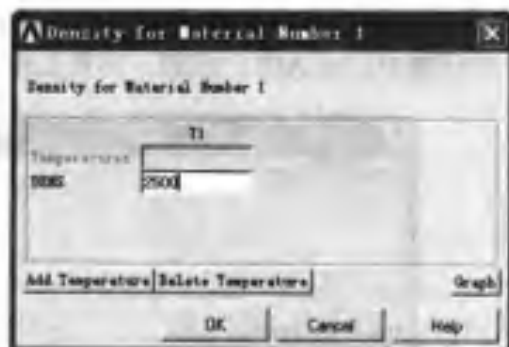 Density for Material Number 1
Density for Material Number 1
T1
Temperatures
DENS 2500
Add Temperature Delete Temperature Graph
OK Cancel Help